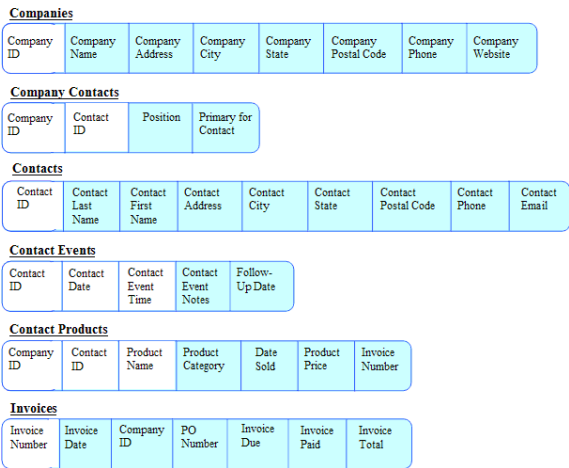 Companies
Company Company Company Company Company Company Company Company
ID Name Address City State Postal Code Phone Website
Company Contacts
Company Contact Position Primary for
ID ID Contact
Contacts
Contact Contact Contact Contact Contact Contact Contact Contact Contact
ID Last First Address City State Postal Code Phone Email
Name Name
Contact Events
Contact Contact Contact Contact Follow-
ID Date Event Event Up Date
Time Notes
Contact Products
Company Contact Product Product Date Product Invoice
ID ID Name Category Sold Price Number
Invoices
Invoice Invoice Company PO Invoice Invoice Invoice
Number Date ID Number Due Paid Total